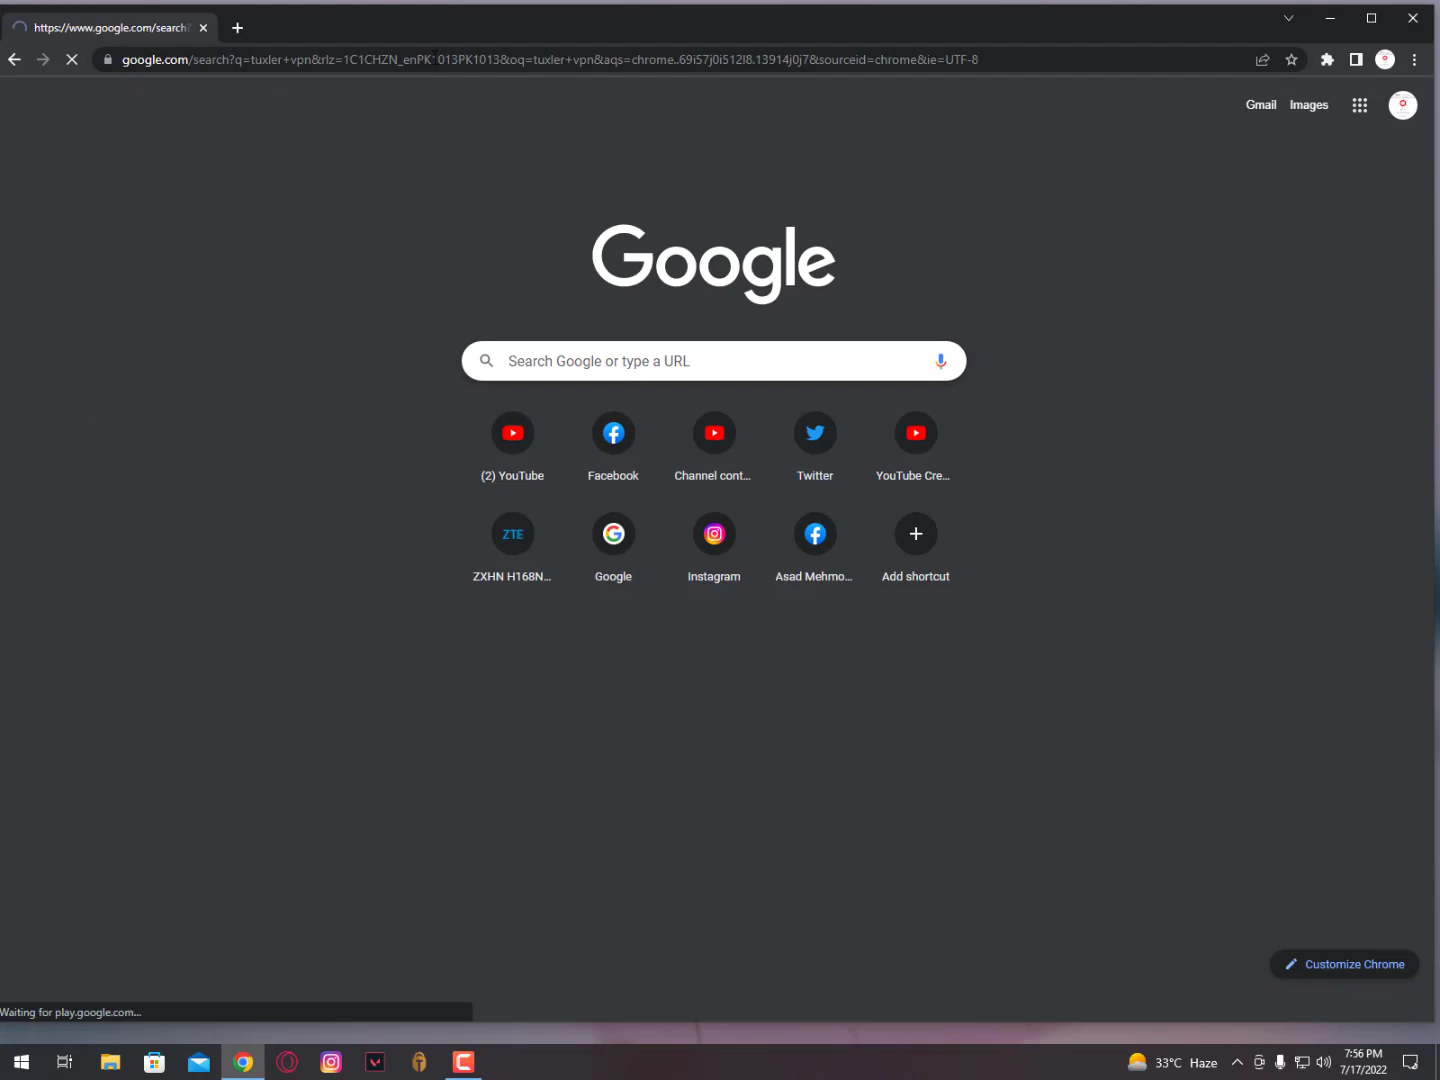 https://www.google.com/search?
google.com/search?q=tuxler+vpn&rlz=1C1CHZN_enPK1013PK1013&oq=tuxler+vpn&aqs=chrome..69i57j0i512l8.13914j0j7&sourceid=chrome&ie=UTF-8
Gmail Images
Google
Search Google or type a URL
(2) YouTube Facebook Channel cont... Twitter YouTube Cre...
ZTE
ZXHN H168N... Google Instagram Asad Mehmo... Add shortcut
Customize Chrome
Waiting for play.google.com...
33°C Haze
7:56 PM
7/17/2022